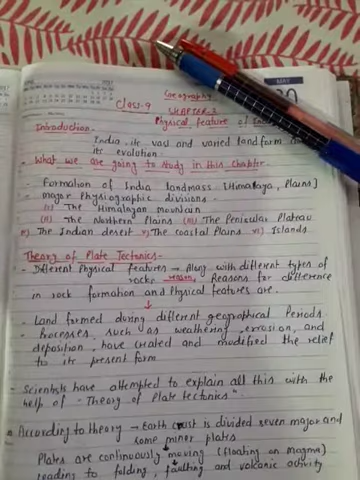 Geography
Class-9 CHAPTER 2
Physical feature of
Introduction
India its vast and varied landform
its evolution.
- What we are going to study in this chapter.
- Formation of India landmass [Himalaya, Plains]
- Major Physiographic divisions -
(i) The Himalayan mountain
(ii) The Northern Plains (iii) The Penicular Plateau
The Indian desert v) The coastal Plains vi) Islands
Theory of Plate Tectonics-
- Different Physical features → Along with different types of
rocks. Reasons for difference
in rock formation and Physical features are.
↓
- Land formed during different geographical Periods
- Processes, such as weathering, erosion, and
deposition, have created and modified the relief
to its present form
- Scientists have attempted to explain all this with the
help of - Theory of Plate tectonics".
According to theory → Earth crust is divided seven major and
some minor plates
Plates are continuously moving (floating on magma)
leading to folding, faulting and volcanic activity